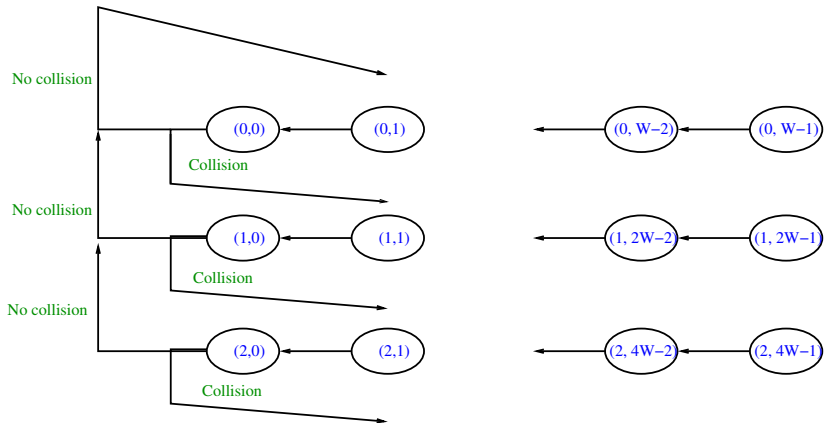 No collision
(0,0) (0,1) (0, W−2) (0, W−1)
Collision
No collision
(1,0) (1,1) (1, 2W−2) (1, 2W−1)
Collision
No collision
(2,0) (2,1) (2, 4W−2) (2, 4W−1)
Collision